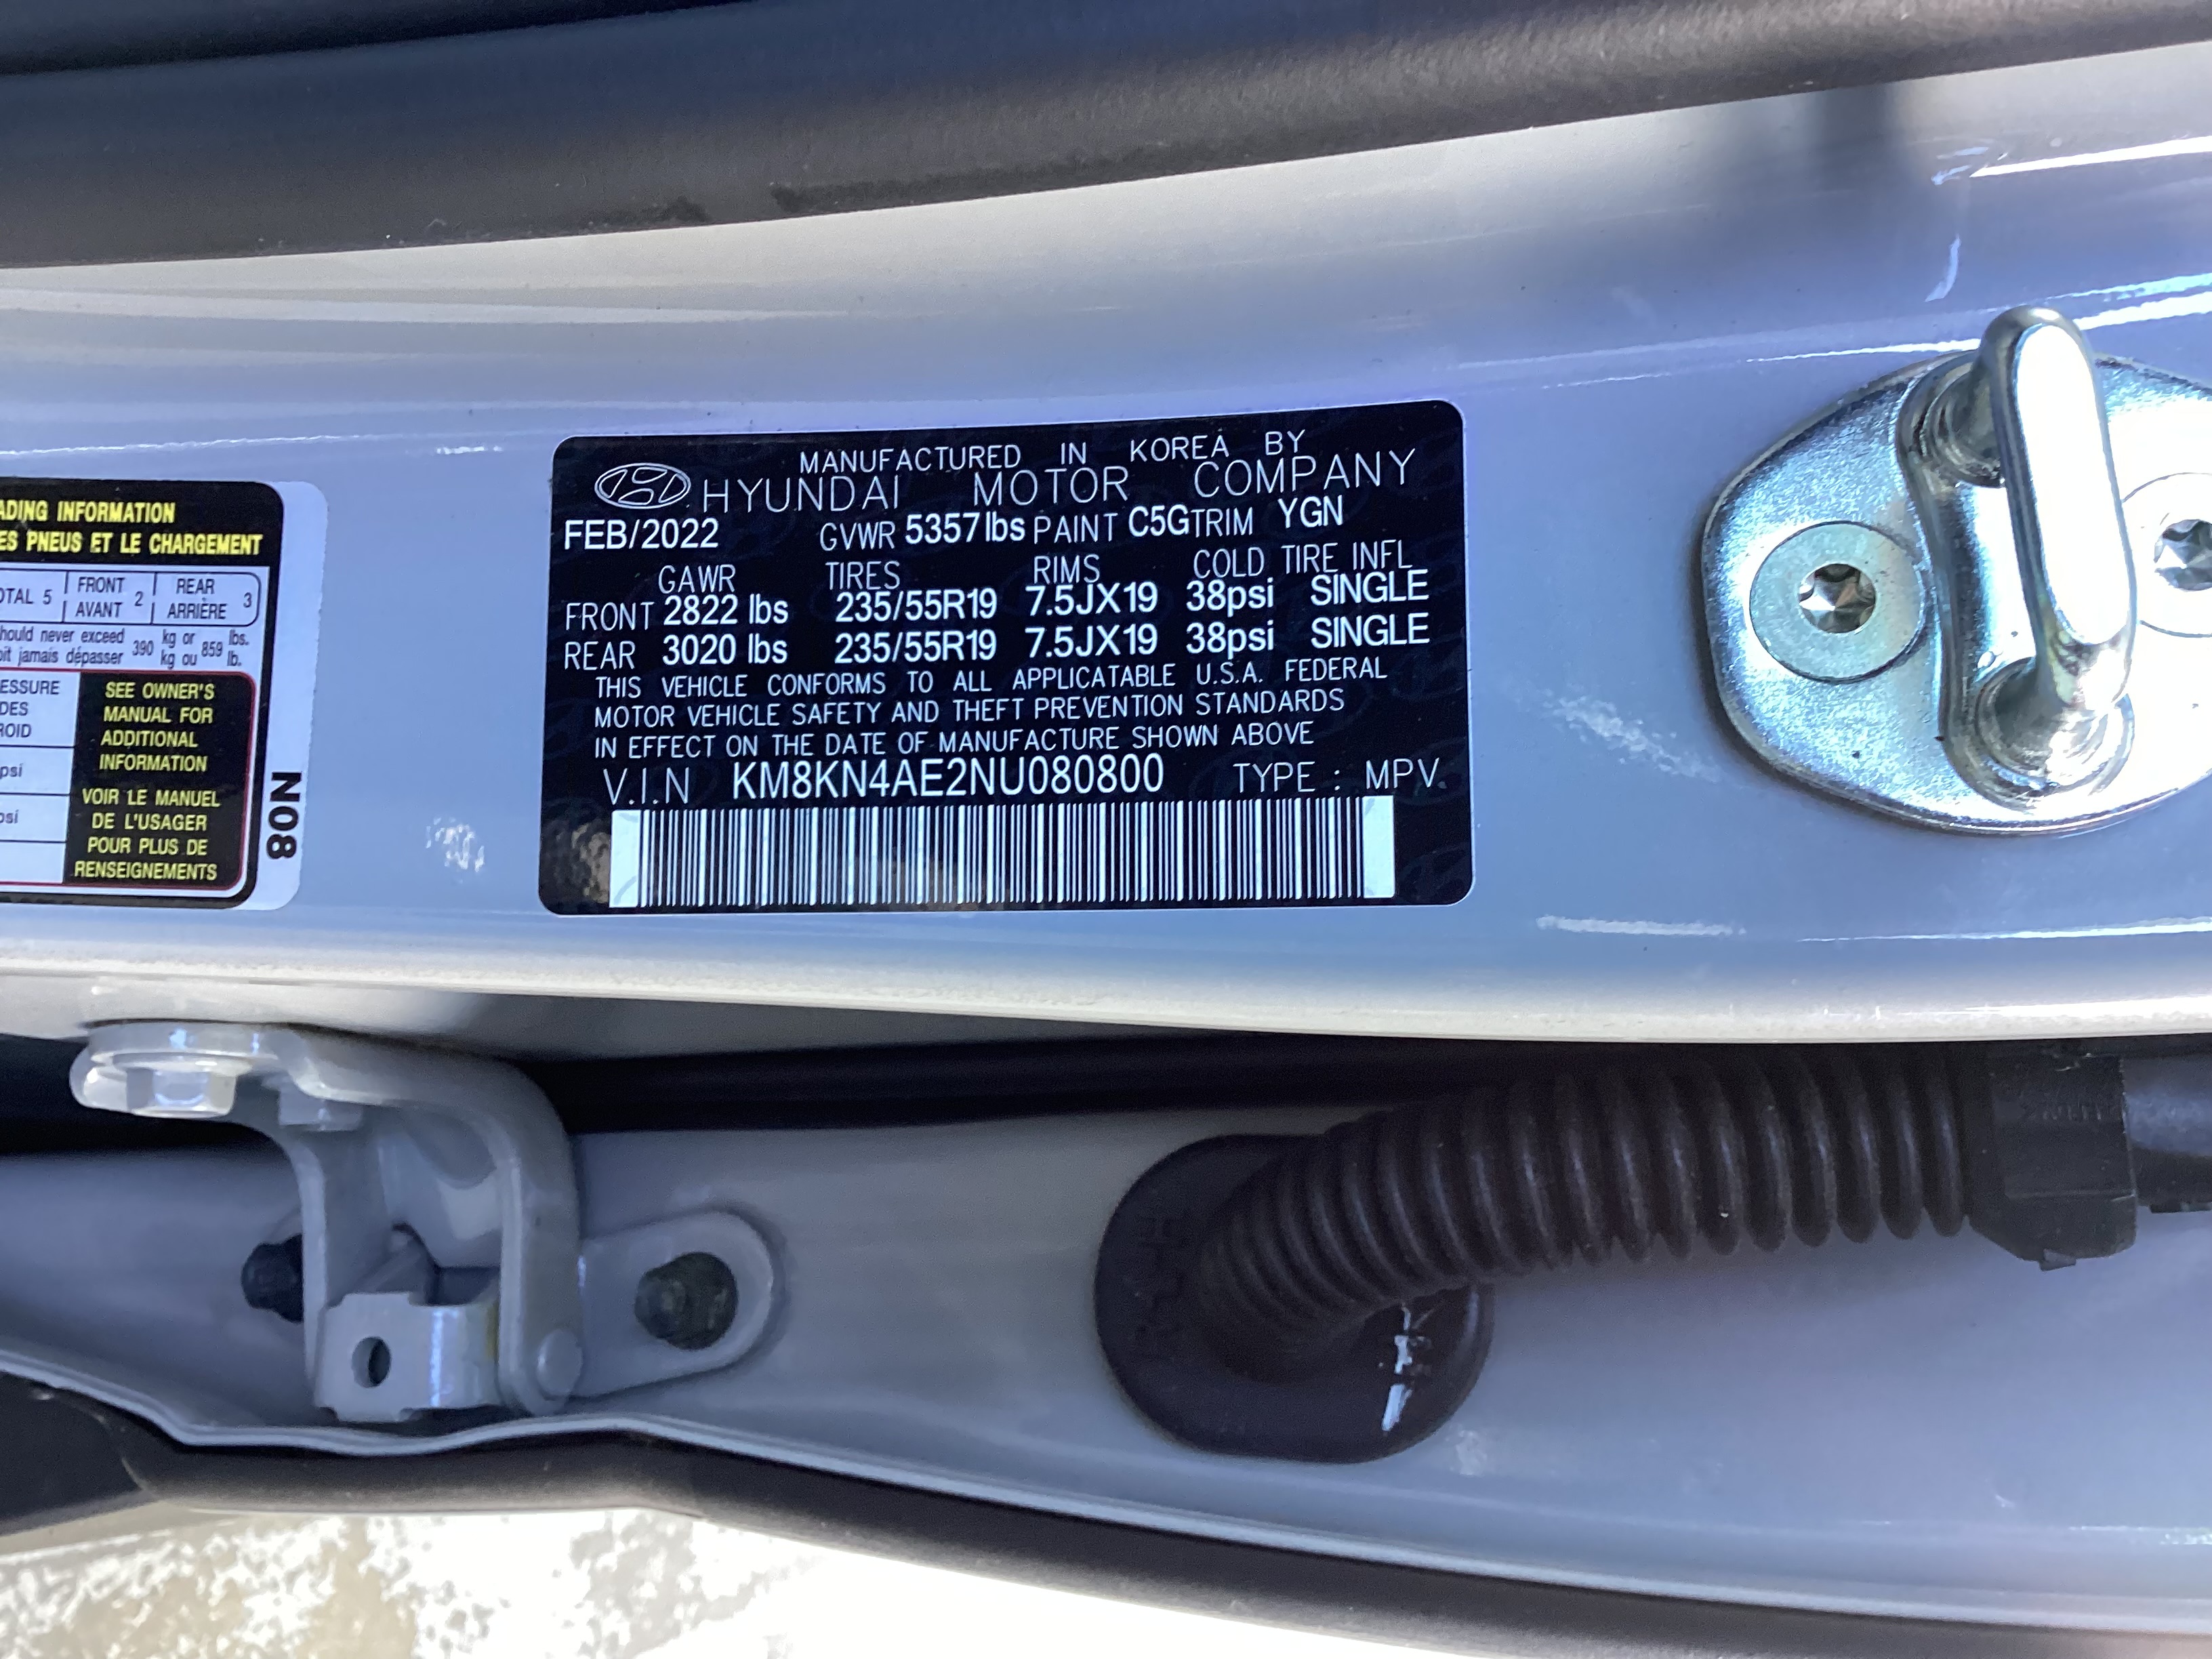 ADING INFORMATION
ES PNEUS ET LE CHARGEMENT
OTAL 5 FRONT 2 REAR 3
AVANT ARRIÈRE
hould never exceed 390 kg or 859 lbs.
oit jamais dépasser kg ou lb.
ESSURE
DES
ROID
psi
psi
SEE OWNER'S
MANUAL FOR
ADDITIONAL
INFORMATION
VOIR LE MANUEL
DE L'USAGER
POUR PLUS DE
RENSEIGNEMENTS
N08
MANUFACTURED IN KOREA BY
HYUNDAI MOTOR COMPANY
FEB/2022 GVWR 5357 lbs PAINT C5G TRIM YGN
GAWR TIRES RIMS COLD TIRE INFL
FRONT 2822 lbs 235/55R19 7.5JX19 38psi SINGLE
REAR 3020 lbs 235/55R19 7.5JX19 38psi SINGLE
THIS VEHICLE CONFORMS TO ALL APPLICATABLE U.S.A. FEDERAL
MOTOR VEHICLE SAFETY AND THEFT PREVENTION STANDARDS
IN EFFECT ON THE DATE OF MANUFACTURE SHOWN ABOVE
V.I.N KM8KN4AE2NU080800 TYPE : MPV